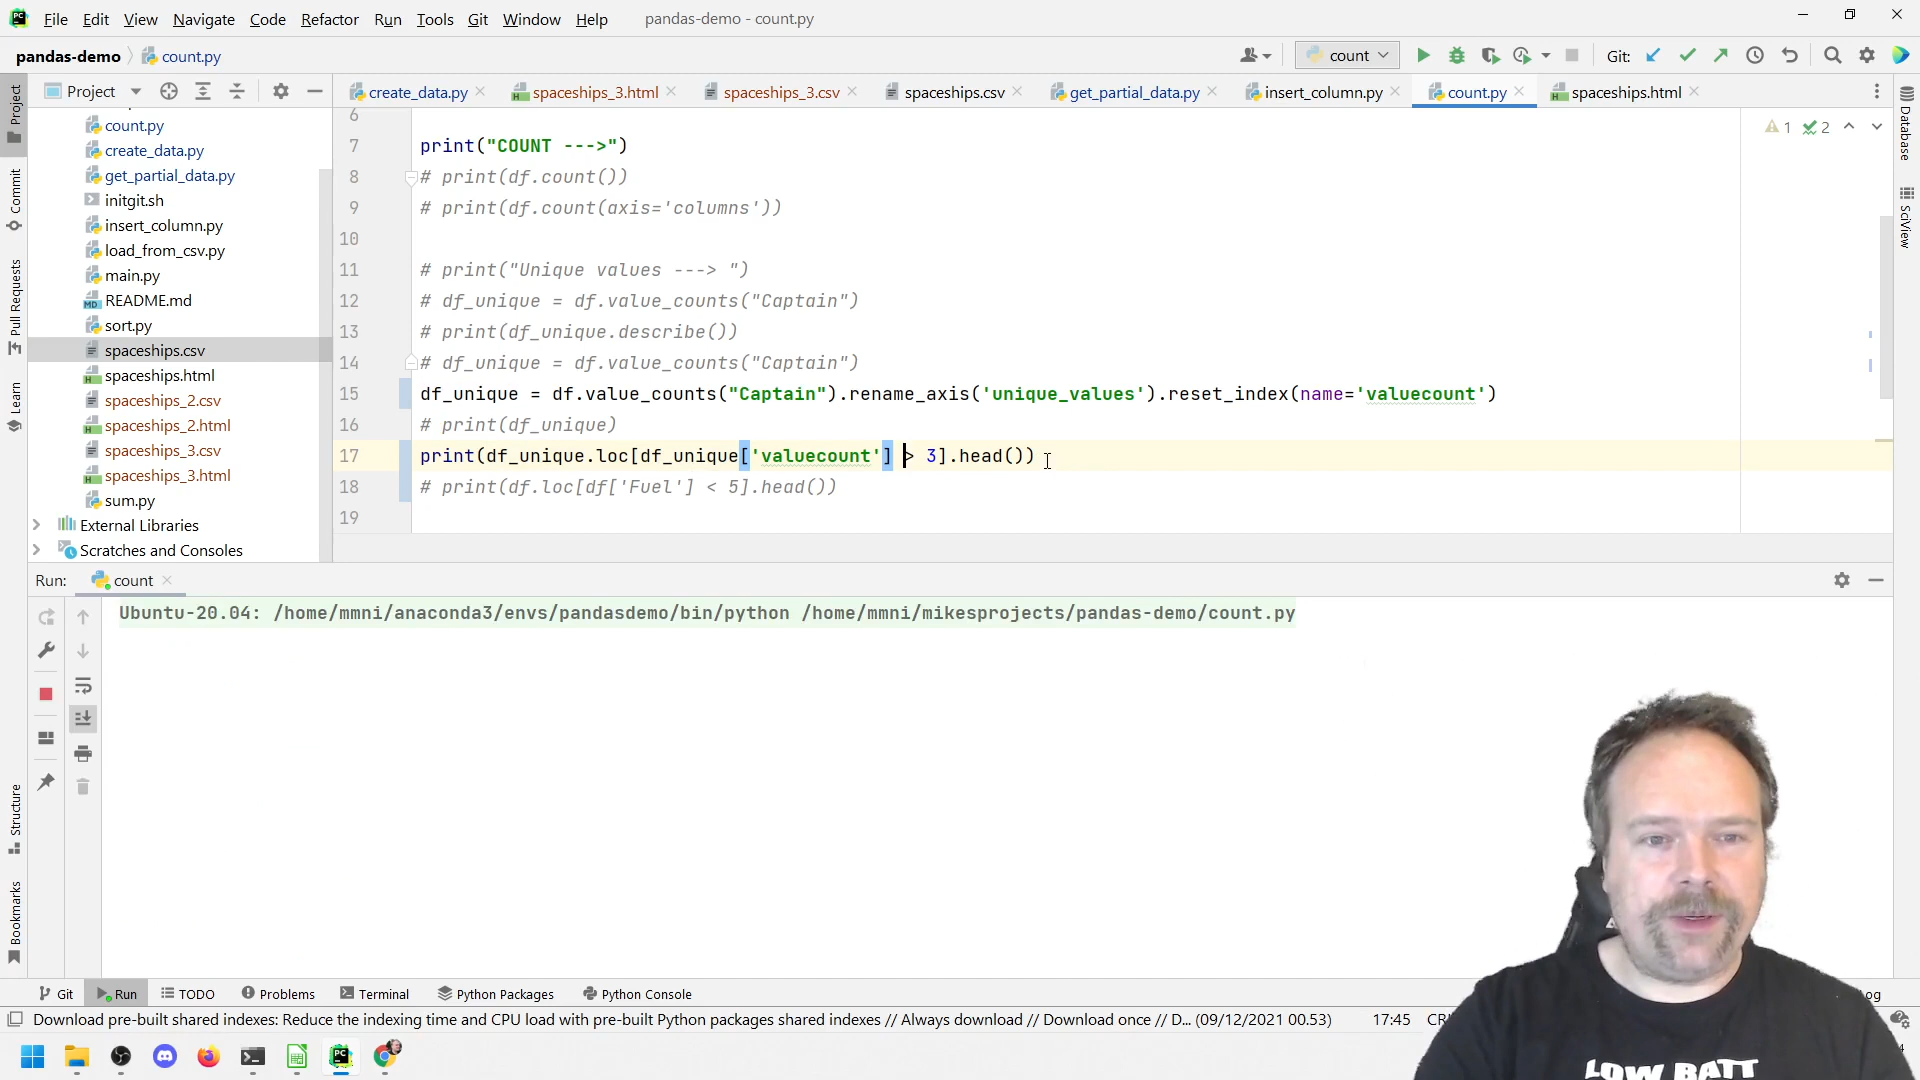 File Edit View Navigate Code Refactor Run Tools Git Window Help pandas-demo - count.py
pandas-demo count.py count Git:
Project create_data.py spaceships_3.html spaceships_3.csv spaceships.csv get_partial_data.py insert_column.py count.py spaceships.html
Project
Commit
Pull Requests
Learn
Structure
Bookmarks
count.py
create_data.py
get_partial_data.py
initgit.sh
insert_column.py
load_from_csv.py
main.py
README.md
sort.py
spaceships.csv
spaceships.html
spaceships_2.csv
spaceships_2.html
spaceships_3.csv
spaceships_3.html
sum.py
External Libraries
Scratches and Consoles
1 2
6
7 print("COUNT --->")
8 # print(df.count())
9 # print(df.count(axis='columns'))
10
11 # print("Unique values ---> ")
12 # df_unique = df.value_counts("Captain")
13 # print(df_unique.describe())
14 # df_unique = df.value_counts("Captain")
15 df_unique = df.value_counts("Captain").rename_axis('unique_values').reset_index(name='valuecount')
16 # print(df_unique)
17 print(df_unique.loc[df_unique['valuecount'] > 3].head())
18 # print(df.loc[df['Fuel'] < 5].head())
19
Database
SciView
Run: count
Ubuntu-20.04: /home/mmni/anaconda3/envs/pandasdemo/bin/python /home/mmni/mikesprojects/pandas-demo/count.py
Git Run TODO Problems Terminal Python Packages Python Console
Download pre-built shared indexes: Reduce the indexing time and CPU load with pre-built Python packages shared indexes // Always download // Download once // D... (09/12/2021 00.53) 17:45
LOW BATT